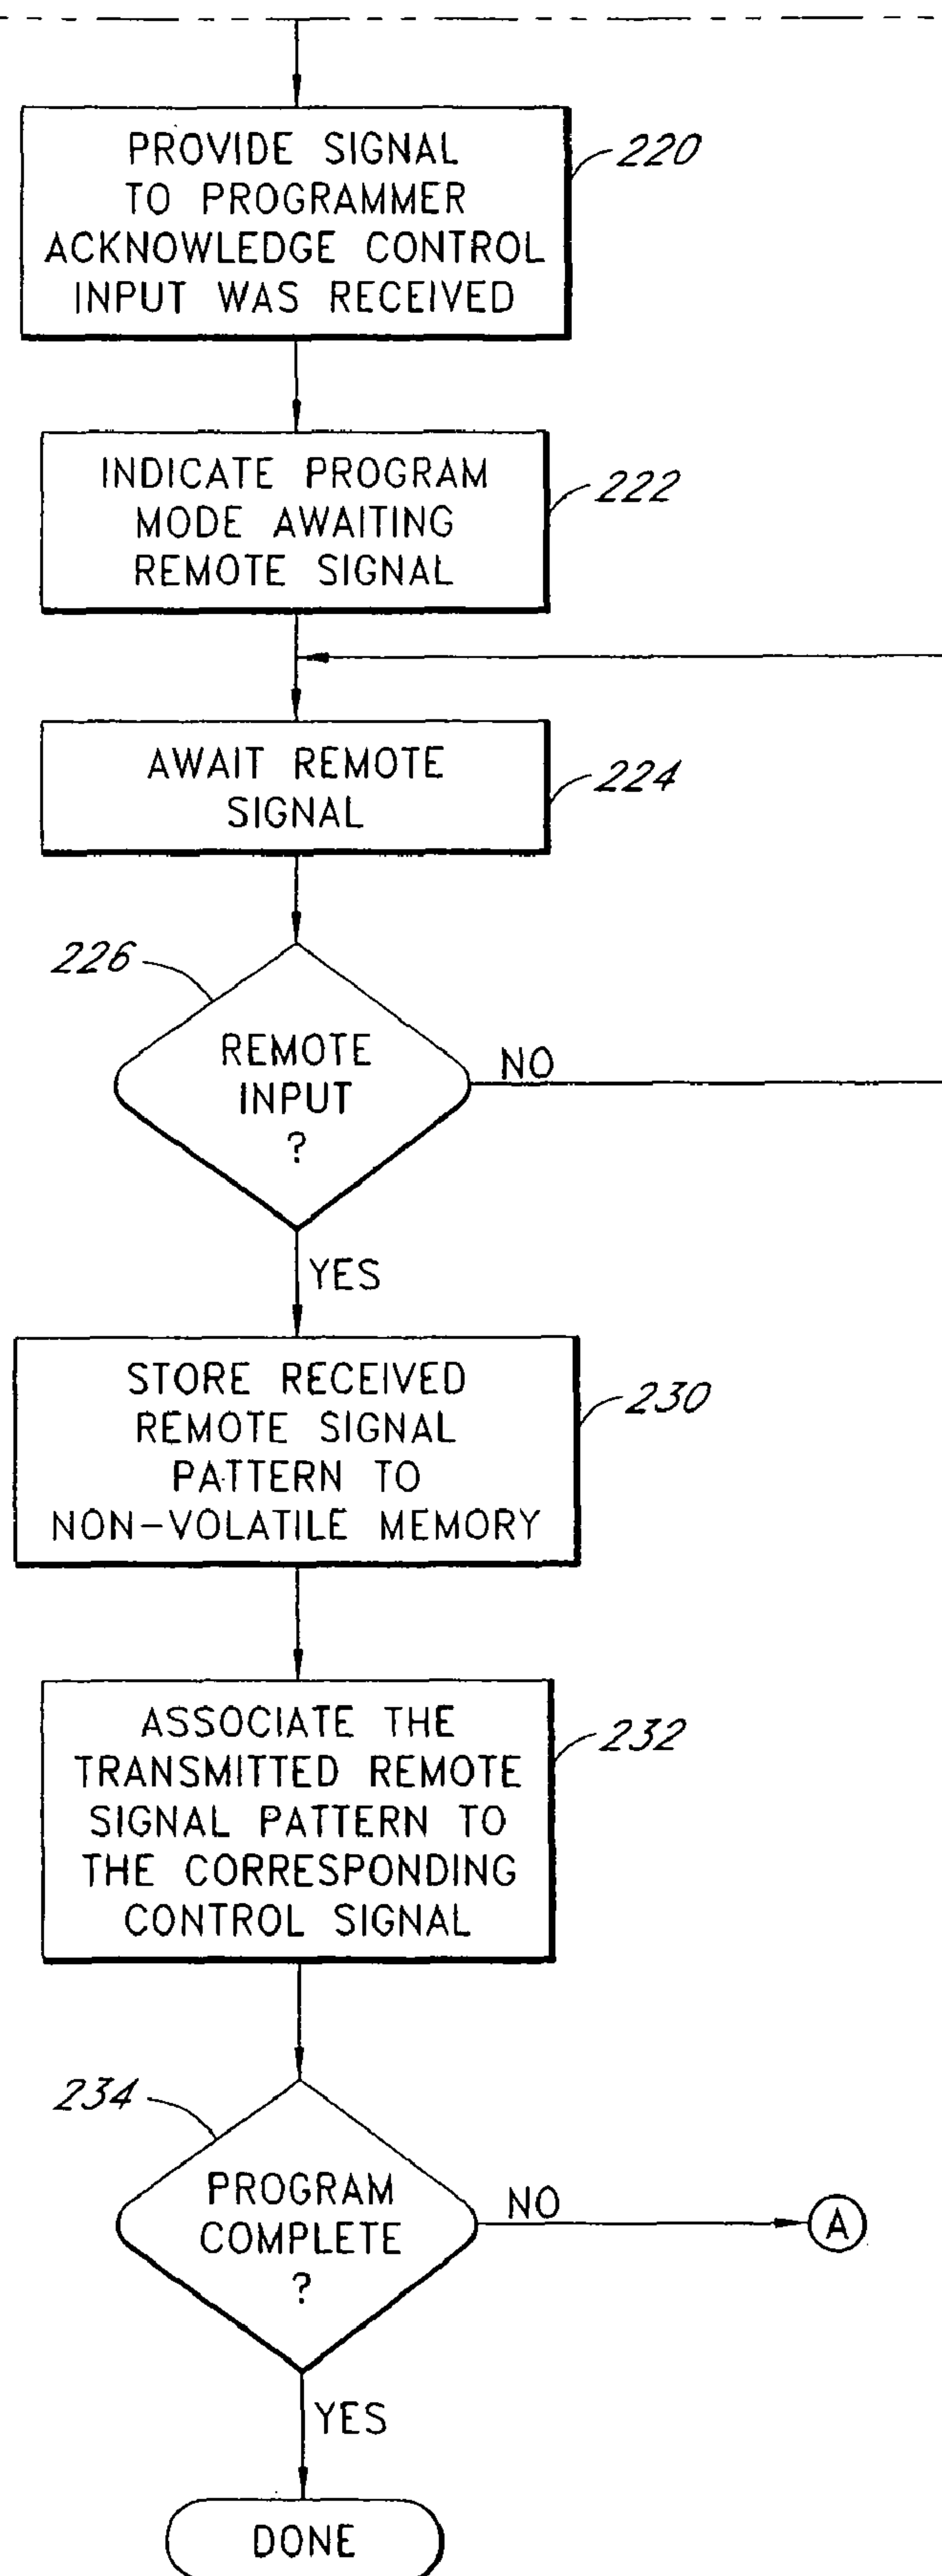 PROVIDE SIGNAL
TO PROGRAMMER
ACKNOWLEDGE CONTROL
INPUT WAS RECEIVED
220
INDICATE PROGRAM
MODE AWAITING
REMOTE SIGNAL
222
AWAIT REMOTE
SIGNAL
224
226
REMOTE
INPUT
?
NO
YES
STORE RECEIVED
REMOTE SIGNAL
PATTERN TO
NON-VOLATILE MEMORY
230
ASSOCIATE THE
TRANSMITTED REMOTE
SIGNAL PATTERN TO
THE CORRESPONDING
CONTROL SIGNAL
232
234
PROGRAM
COMPLETE
?
NO
A
YES
DONE